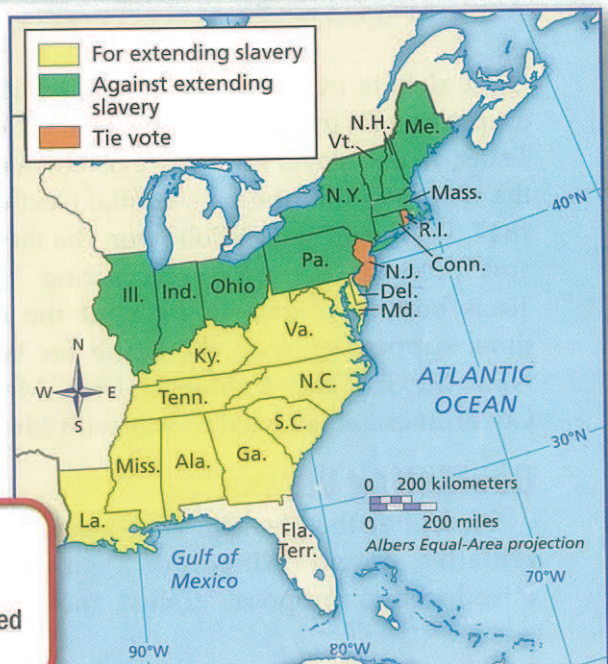 For extending slavery
Against extending
slavery
Tie vote
N.H.
Me.
Vt.
N.Y.
Mass.
40°N
R.I.
Pa.
Conn.
N.J.
Ill.
Ind.
Ohio
Del.
Md.
Va.
Ky.
N
W
E
S
N.C.
ATLANTIC
OCEAN
Tenn.
S.C.
30°N
Miss.
Ala.
Ga.
0 200 kilometers
0 200 miles
La.
Fla.
Terr.
Albers Equal-Area projection
Gulf of
Mexico
70°W
ed
90°W
80°W